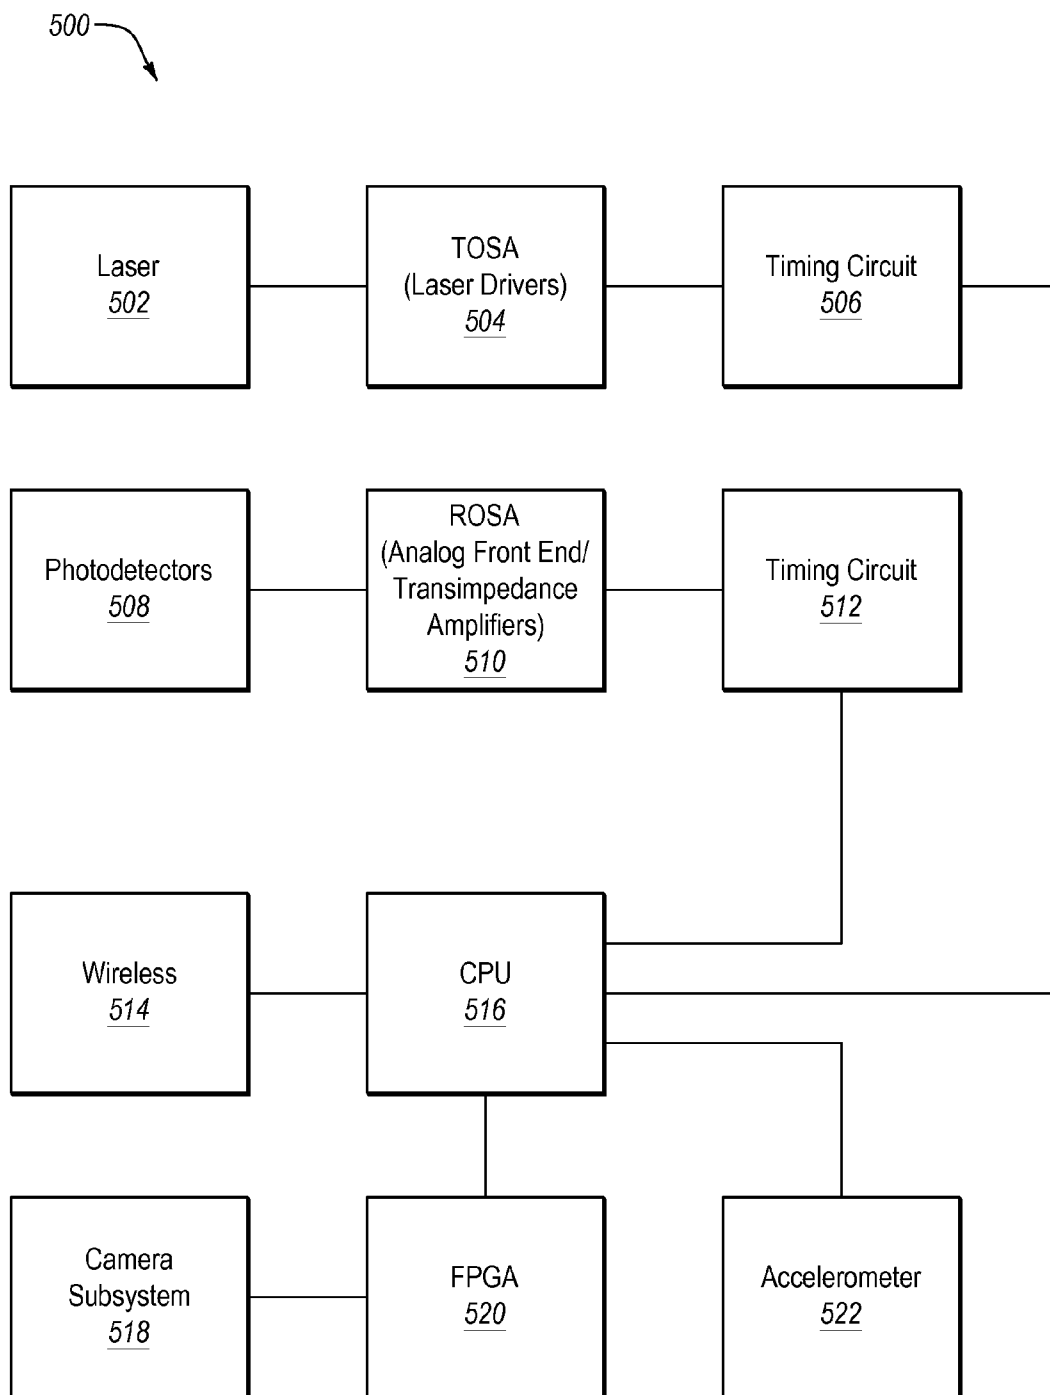 500
Laser
502
TOSA
(Laser Drivers)
504
Timing Circuit
506
Photodetectors
508
ROSA
(Analog Front End/
Transimpedance
Amplifiers)
510
Timing Circuit
512
Wireless
514
CPU
516
Camera
Subsystem
518
FPGA
520
Accelerometer
522